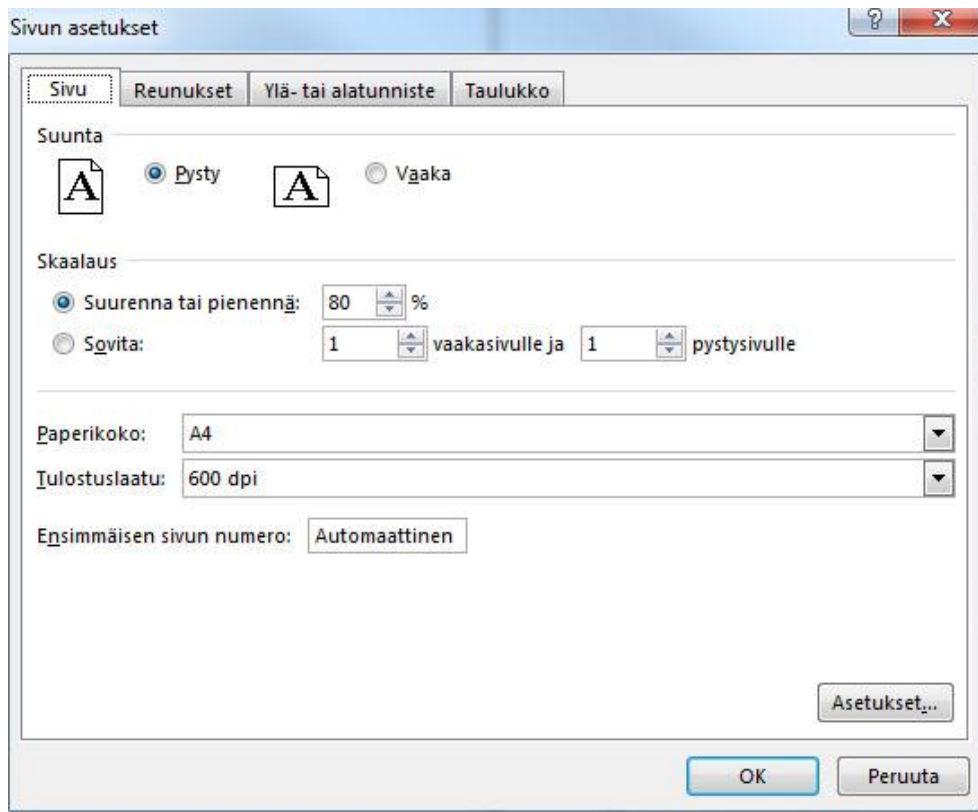 Sivun asetukset
Sivu Reunukset Ylä- tai alatunniste Taulukko
Suunta
A Pysty A Vaaka
Skaalaus
Suurenna tai pienennä: 80 %
Sovita: 1 vaakasivulle ja 1 pystysivulle
Paperikoko: A4
Tulostuslaatu: 600 dpi
Ensimmäisen sivun numero: Automaattinen
Asetukset...
OK Peruuta